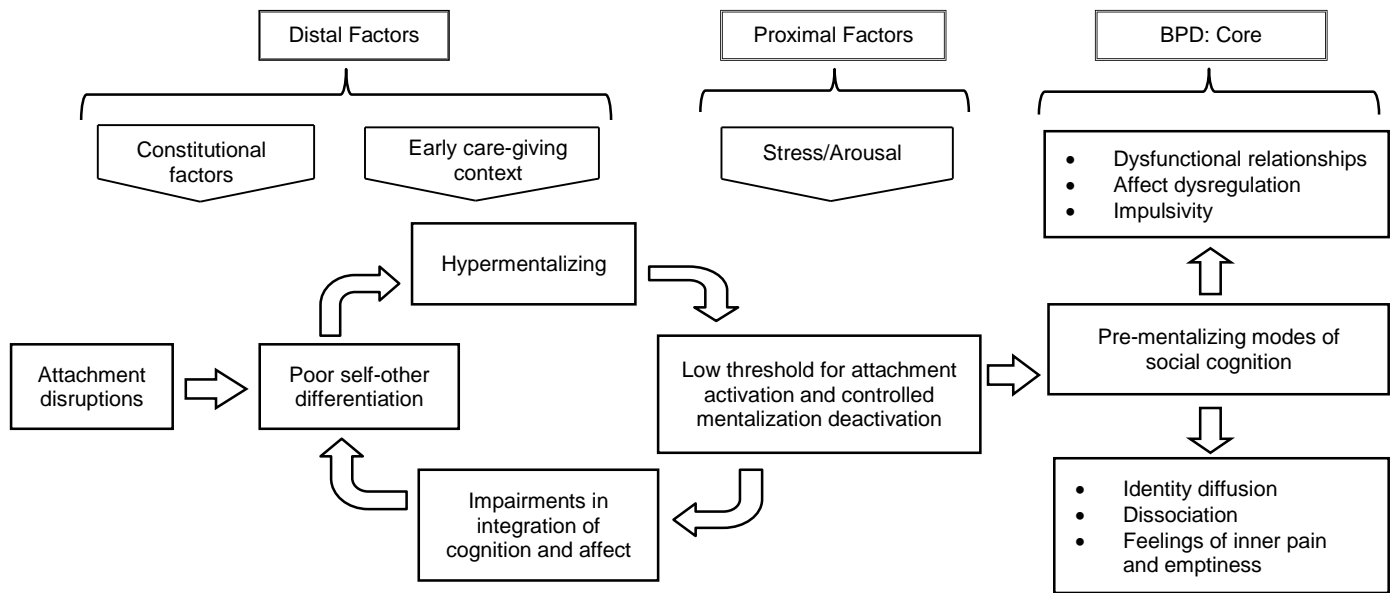 Distal Factors
Proximal Factors
BPD: Core
Constitutional
factors
Early care-giving
context
Stress/Arousal
• Dysfunctional relationships
• Affect dysregulation
• Impulsivity
Hypermentalizing
Attachment
disruptions
Poor self-other
differentiation
Low threshold for attachment
activation and controlled
mentalization deactivation
Pre-mentalizing modes of
social cognition
Impairments in
integration of
cognition and affect
• Identity diffusion
• Dissociation
• Feelings of inner pain
and emptiness